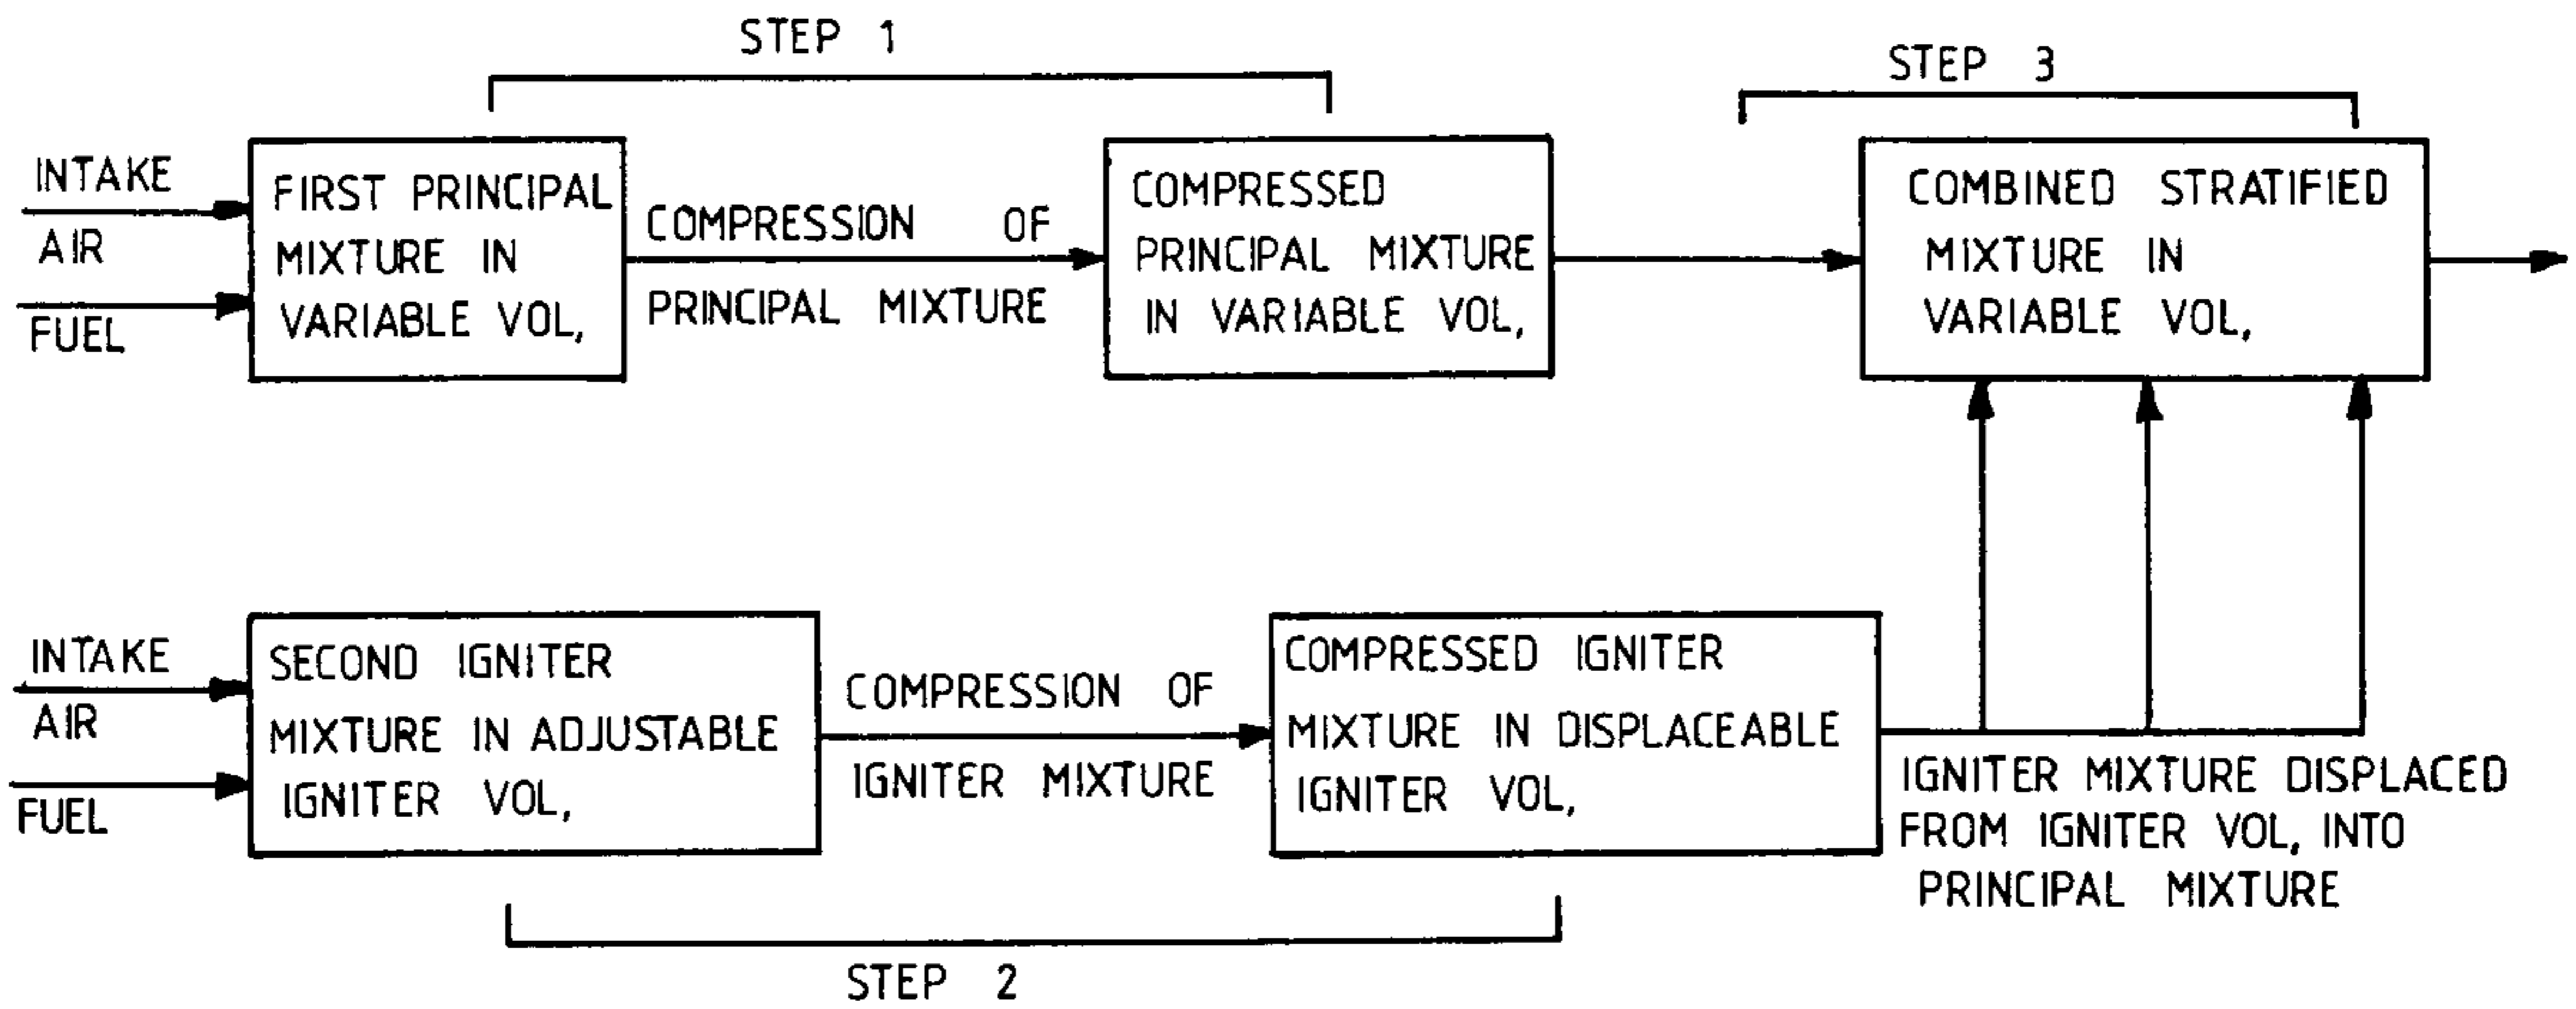 STEP 1
STEP 3
INTAKE
AIR
FUEL
FIRST PRINCIPAL
MIXTURE IN
VARIABLE VOL,
COMPRESSION OF
PRINCIPAL MIXTURE
COMPRESSED
PRINCIPAL MIXTURE
IN VARIABLE VOL,
COMBINED STRATIFIED
MIXTURE IN
VARIABLE VOL,
INTAKE
AIR
FUEL
SECOND IGNITER
MIXTURE IN ADJUSTABLE
IGNITER VOL,
COMPRESSION OF
IGNITER MIXTURE
COMPRESSED IGNITER
MIXTURE IN DISPLACEABLE
IGNITER VOL,
IGNITER MIXTURE DISPLACED
FROM IGNITER VOL, INTO
PRINCIPAL MIXTURE
STEP 2